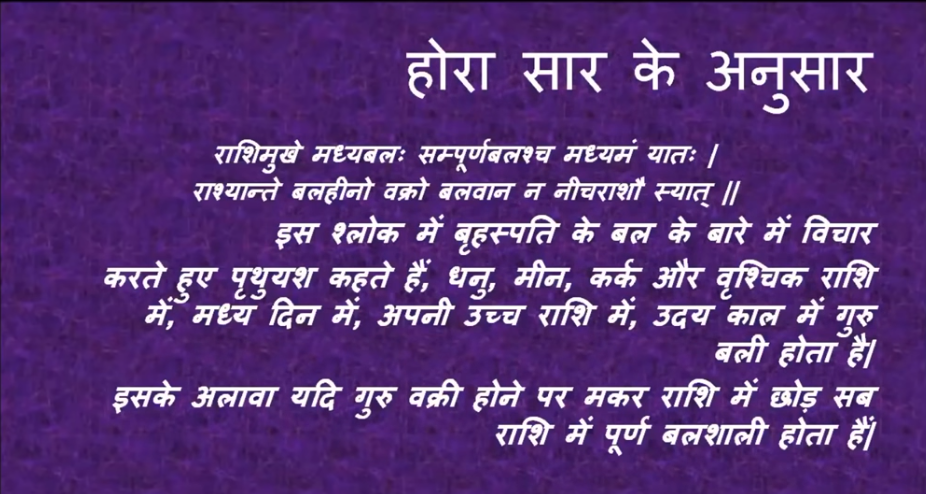 होरा सार के अनुसार
राशिमुखे मध्यबलः सम्पूर्णबलश्च मध्यमं यातः |
राश्यान्ते बलहीनो वक्रो बलवान न नीचराशौ स्यात् ||
इस श्लोक में बृहस्पति के बल के बारे में विचार
करते हुए पृथुयश कहते हैं, धनु, मीन, कर्क और वृश्चिक राशि
में, मध्य दिन में, अपनी उच्च राशि में, उदय काल में गुरु
बली होता है|
इसके अलावा यदि गुरु वक्री होने पर मकर राशि में छोड़ सब
राशि में पूर्ण बलशाली होता हैं|